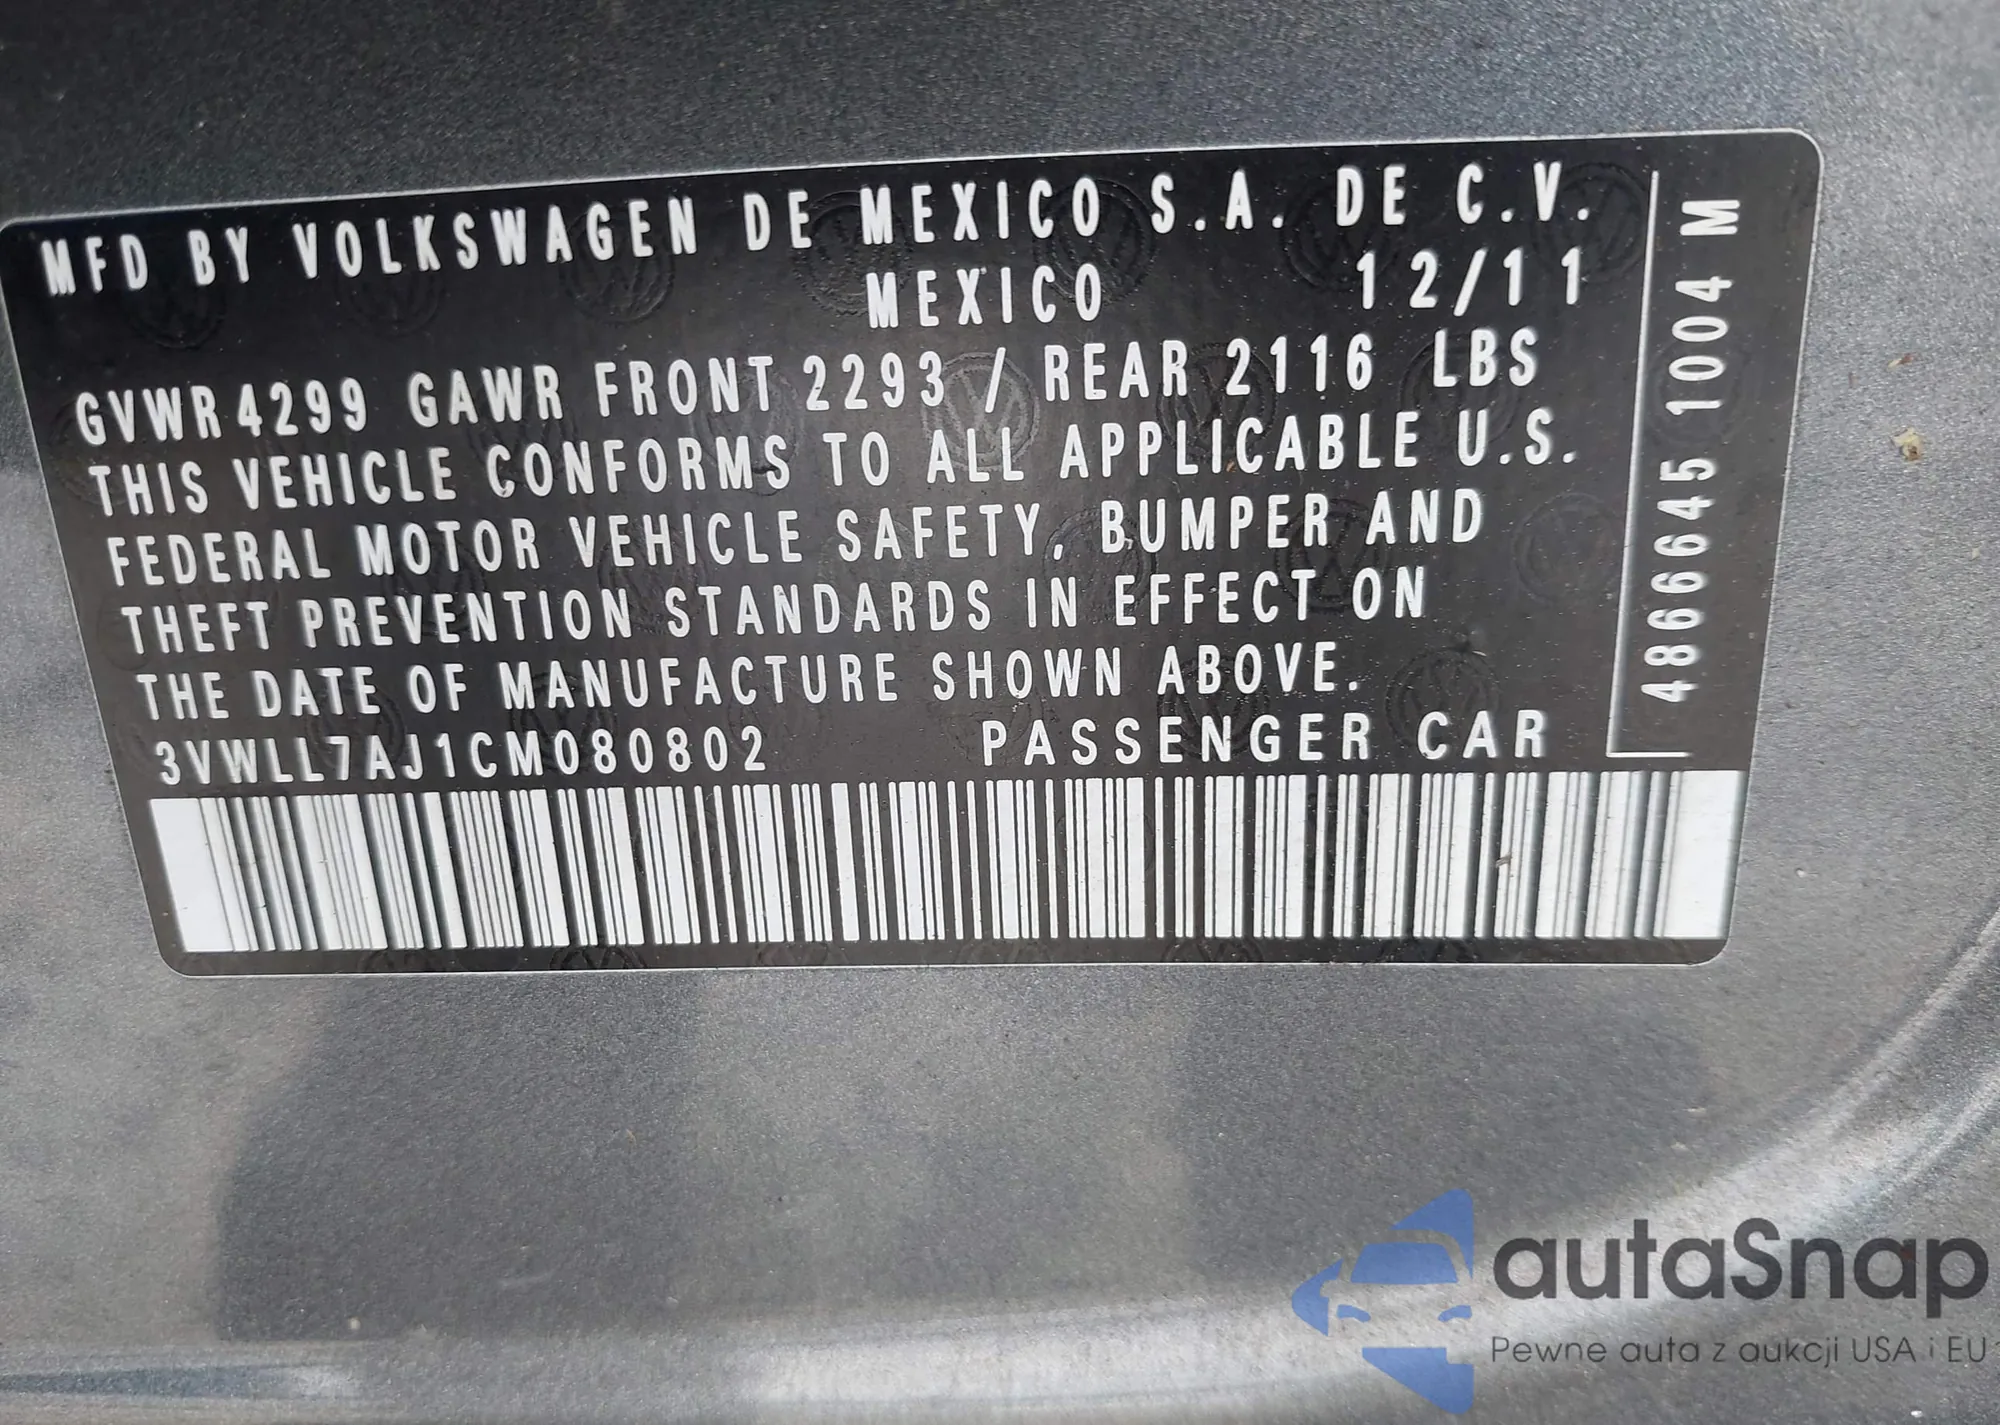 MFD BY VOLKSWAGEN DE MEXICO S.A. DE C.V.
MEXICO 12/11
GVWR 4299 GAWR FRONT 2293 / REAR 2116 LBS
THIS VEHICLE CONFORMS TO ALL APPLICABLE U.S.
FEDERAL MOTOR VEHICLE SAFETY, BUMPER AND
THEFT PREVENTION STANDARDS IN EFFECT ON
THE DATE OF MANUFACTURE SHOWN ABOVE.
3VWLL7AJ1CM080802 PASSENGER CAR
4866645 1004 M
autaSnap
Pewne auta z aukcji USA i EU